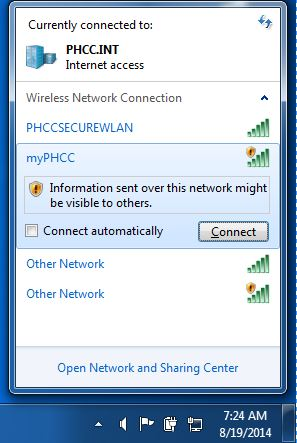 Currently connected to:
PHCC.INT
Internet access
Wireless Network Connection
PHCCSECUREWLAN
myPHCC
Information sent over this network might
be visible to others.
Connect automatically
Connect
Other Network
Other Network
Open Network and Sharing Center
7:24 AM
8/19/2014